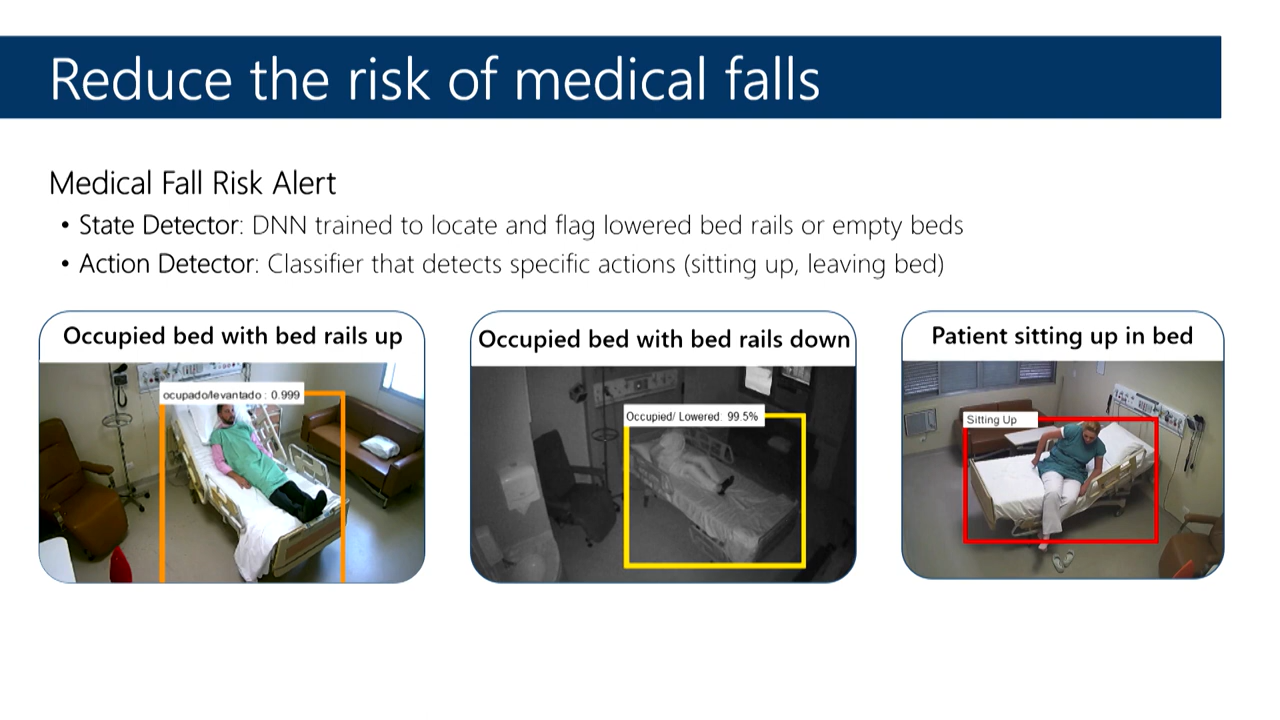 Reduce the risk of medical falls
Medical Fall Risk Alert
• State Detector: DNN trained to locate and flag lowered bed rails or empty beds
• Action Detector: Classifier that detects specific actions (sitting up, leaving bed)
Occupied bed with bed rails up
ocupado/levantado : 0.999
Occupied bed with bed rails down
Occupied/ Lowered: 99.5%
Patient sitting up in bed
Sitting Up